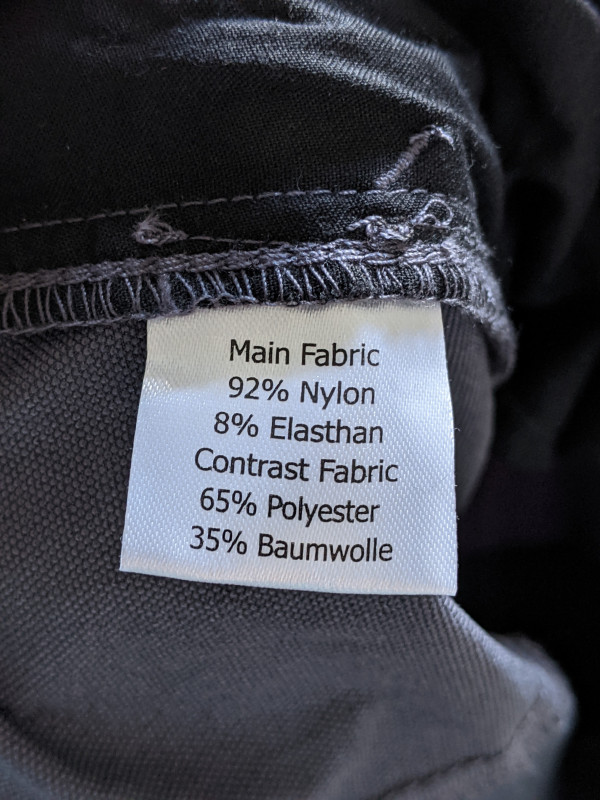 Main Fabric
92% Nylon
8% Elasthan
Contrast Fabric
65% Polyester
35% Baumwolle